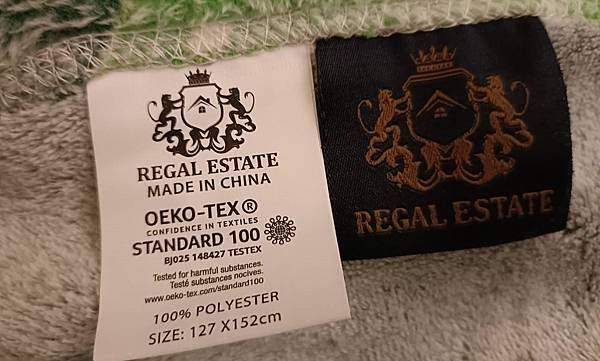 REGAL ESTATE
MADE IN CHINA
OEKO-TEX®
CONFIDENCE IN TEXTILES
STANDARD 100
BJ025 148427 TESTEX
Tested for harmful substances.
Testé substances nocives.
www.oeko-tex.com/standard100
100% POLYESTER
SIZE: 127 X152cm
REGAL ESTATE